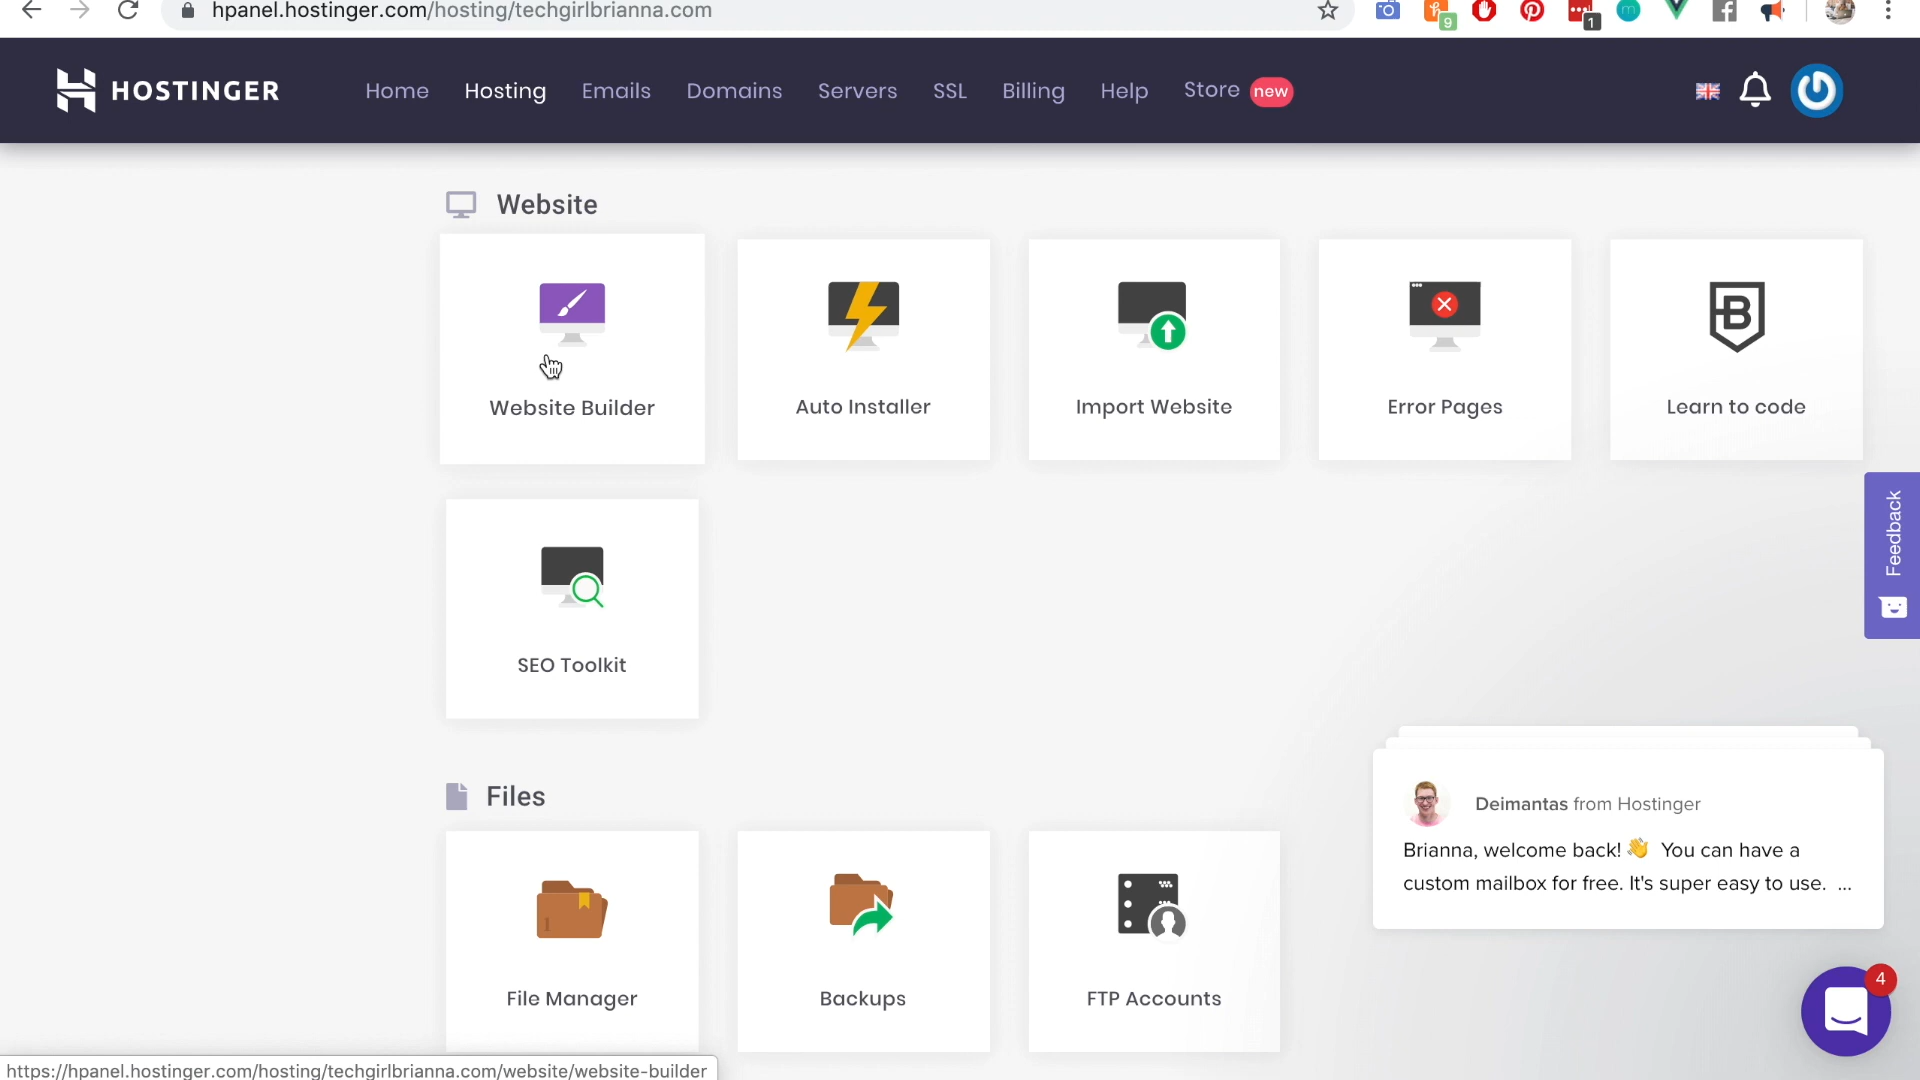 hpanel.hostinger.com/hosting/techgirlbrianna.com
9
1
HOSTINGER
Home Hosting Emails Domains Servers SSL Billing Help Store new
Website
Website Builder
Auto Installer
Import Website
Error Pages
Learn to code
B
SEO Toolkit
Feedback
Files
1
File Manager
Backups
FTP Accounts
Deimantas from Hostinger
Brianna, welcome back! 👋 You can have a
custom mailbox for free. It's super easy to use. ...
4
https://hpanel.hostinger.com/hosting/techgirlbrianna.com/website/website-builder